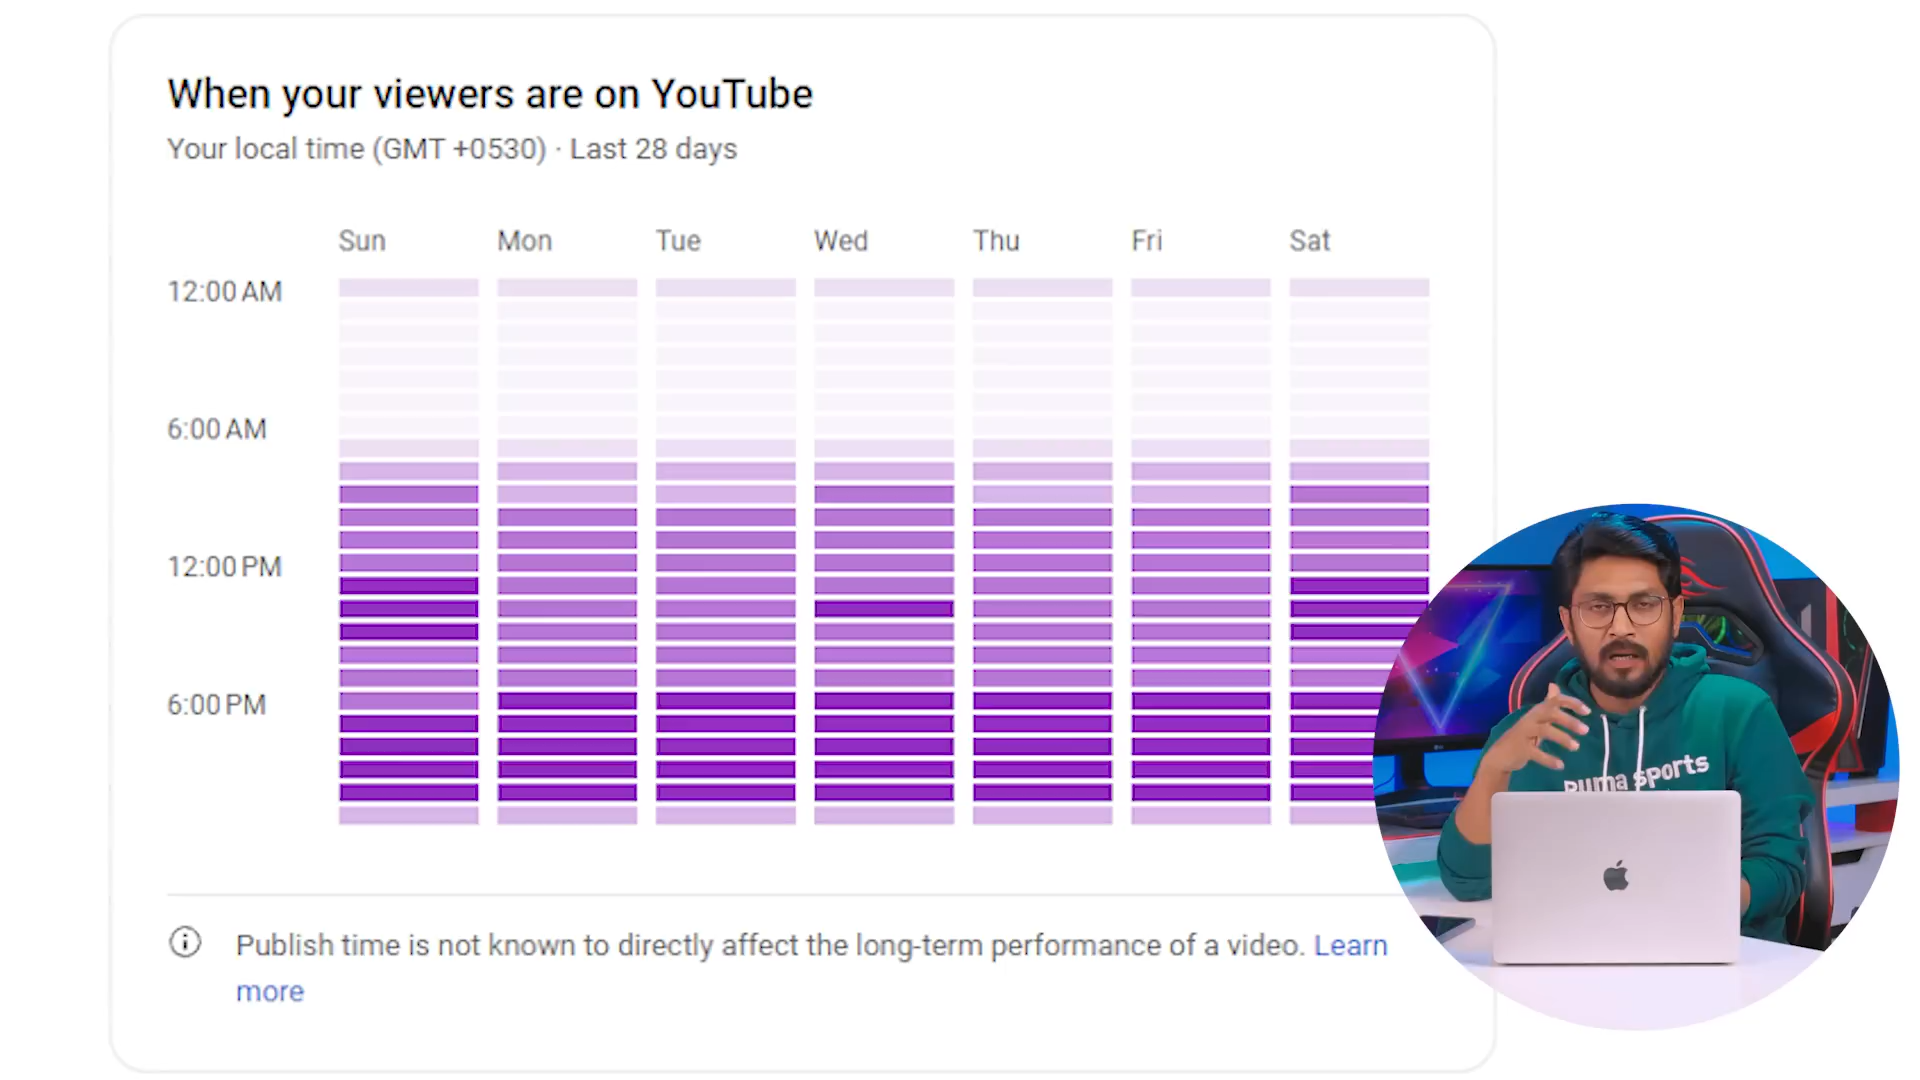 When your viewers are on YouTube
Your local time (GMT +0530) · Last 28 days
Sun Mon Tue Wed Thu Fri Sat
12:00 AM
6:00 AM
12:00 PM
6:00 PM
Publish time is not known to directly affect the long-term performance of a video. Learn
more
puma sports